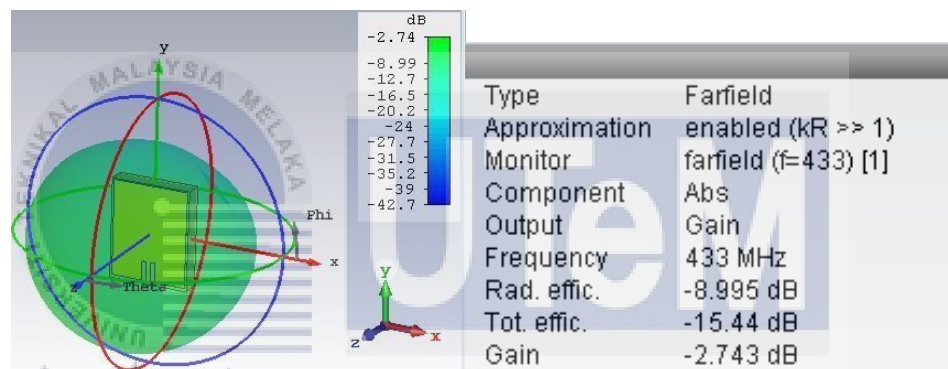 dB
-2.74
-8.99
-12.7
-16.5
-20.2
-24
-27.7
-31.5
-35.2
-39
-42.7
y
Phi
x
z
Theta
y
z
x
MALAYSIA MELAKA
UTeM
Type Farfield
Approximation enabled (kR >> 1)
Monitor farfield (f=433) [1]
Component Abs
Output Gain
Frequency 433 MHz
Rad. effic. -8.995 dB
Tot. effic. -15.44 dB
Gain -2.743 dB